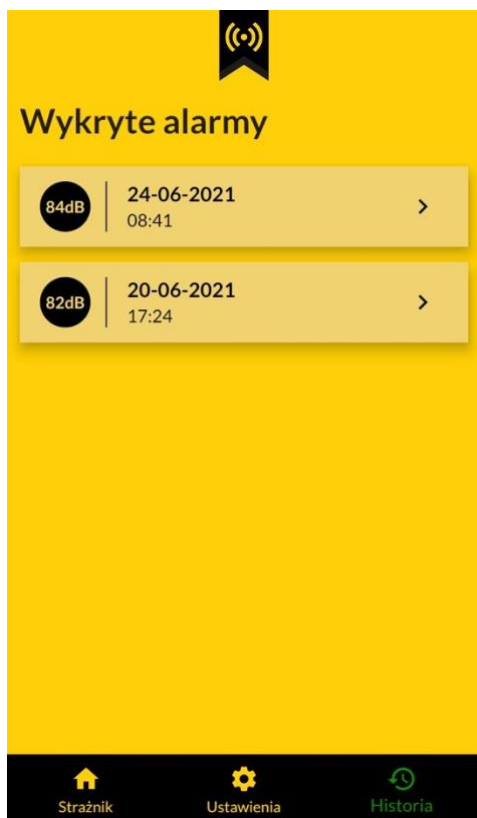 Wykryte alarmy
84dB
24-06-2021
08:41
82dB
20-06-2021
17:24
Strażnik
Ustawienia
Historia